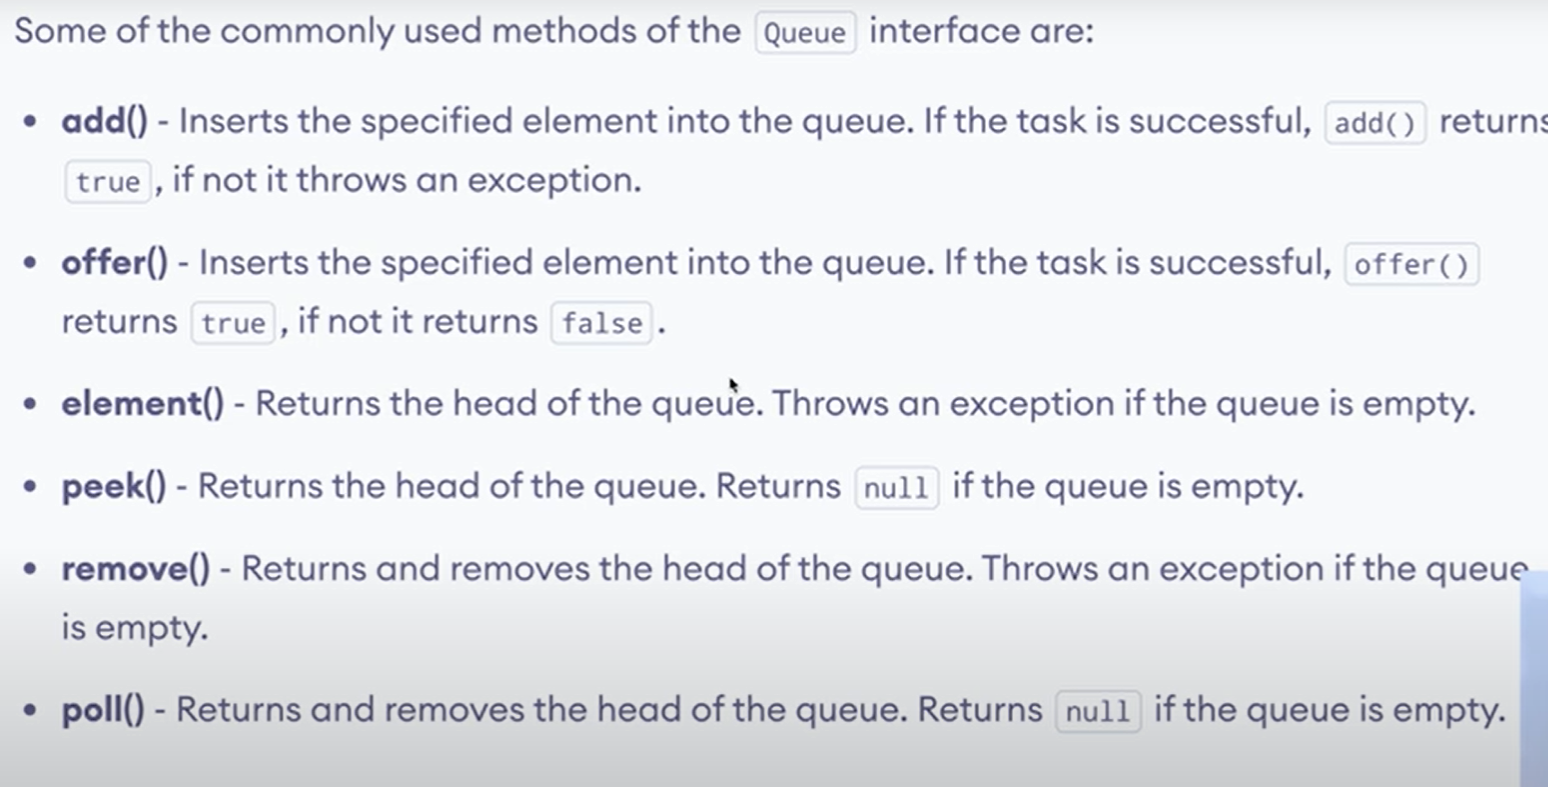 Some of the commonly used methods of the Queue interface are:
• add() - Inserts the specified element into the queue. If the task is successful, add() returns
true, if not it throws an exception.
• offer() - Inserts the specified element into the queue. If the task is successful, offer()
returns true, if not it returns false.
• element() - Returns the head of the queue. Throws an exception if the queue is empty.
• peek() - Returns the head of the queue. Returns null if the queue is empty.
• remove() - Returns and removes the head of the queue. Throws an exception if the queue
is empty.
• poll() - Returns and removes the head of the queue. Returns null if the queue is empty.